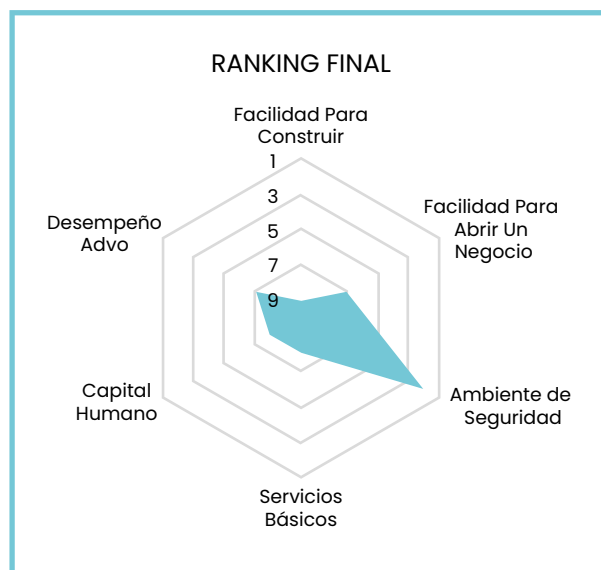 RANKING FINAL
Facilidad Para
Construir
1
3
5
7
9
Facilidad Para
Abrir Un
Negocio
Ambiente de
Seguridad
Servicios
Básicos
Capital
Humano
Desempeño
Advo